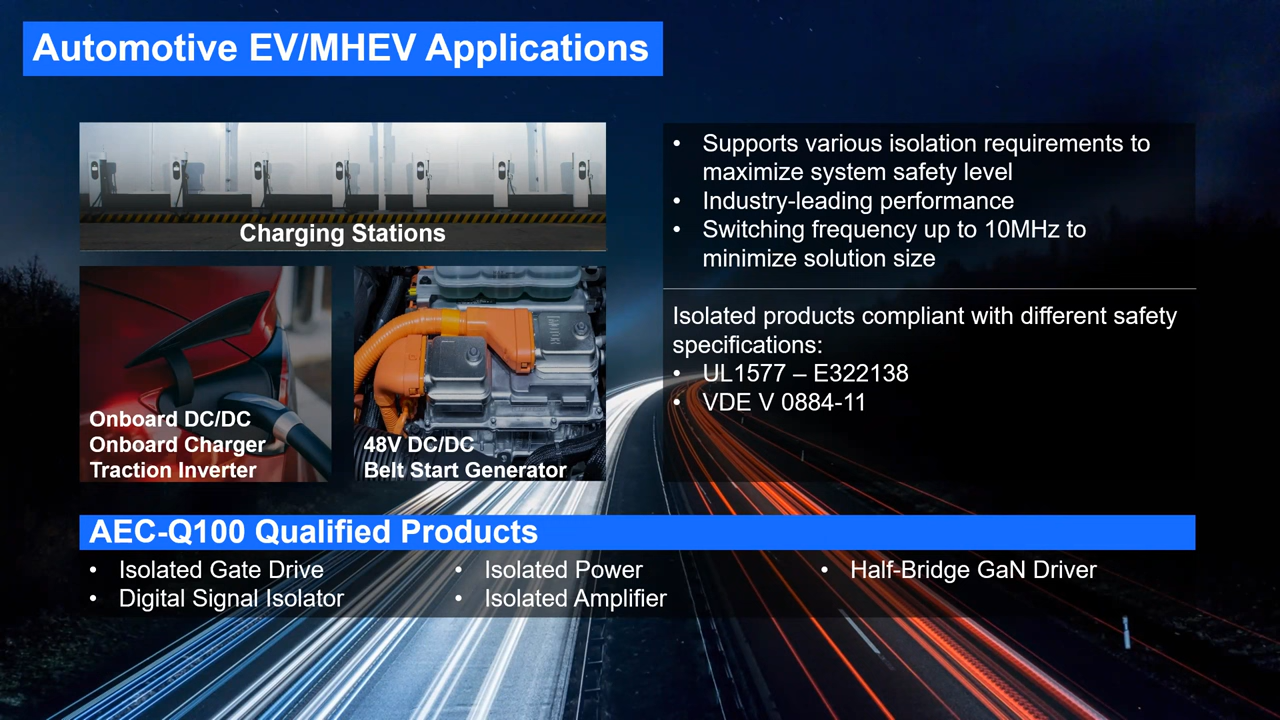 Automotive EV/MHEV Applications
Charging Stations
Onboard DC/DC
Onboard Charger
Traction Inverter
48V DC/DC
Belt Start Generator
• Supports various isolation requirements to
maximize system safety level
• Industry-leading performance
• Switching frequency up to 10MHz to
minimize solution size
Isolated products compliant with different safety
specifications:
• UL1577 – E322138
• VDE V 0884-11
AEC-Q100 Qualified Products
• Isolated Gate Drive
• Digital Signal Isolator
• Isolated Power
• Isolated Amplifier
• Half-Bridge GaN Driver